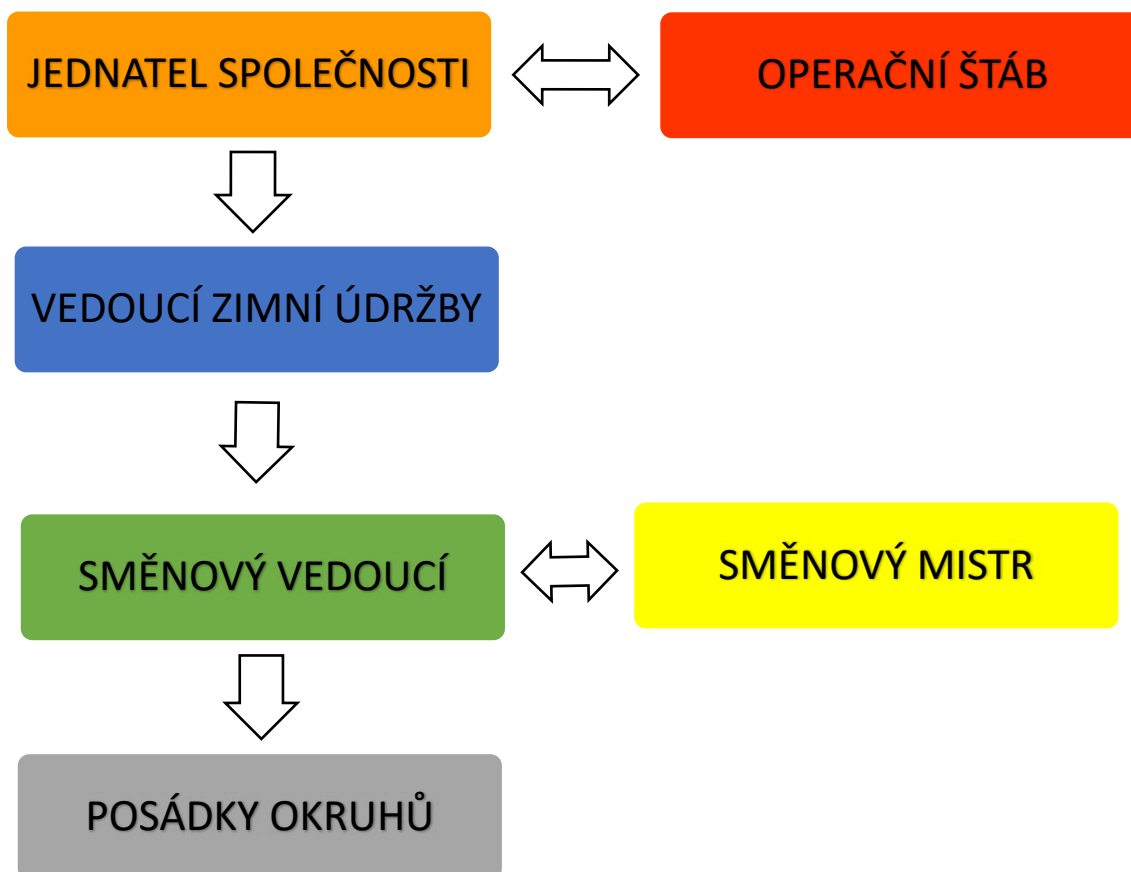 JEDNATEL SPOLEČNOSTI
OPERAČNÍ ŠTÁB
VEDOUCÍ ZIMNÍ ÚDRŽBY
SMĚNOVÝ VEDOUCÍ
SMĚNOVÝ MISTR
POSÁDKY OKRUHŮ